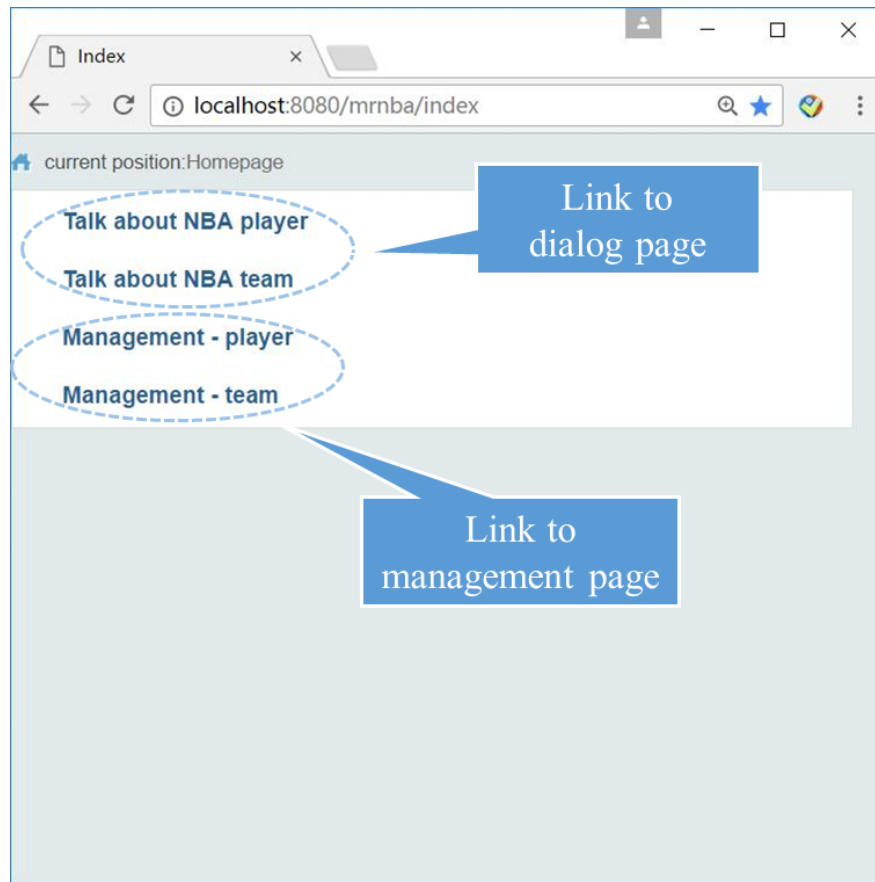 Index
localhost:8080/mrnba/index
current position:Homepage
Talk about NBA player
Talk about NBA team
Management - player
Management - team
Link to
dialog page
Link to
management page